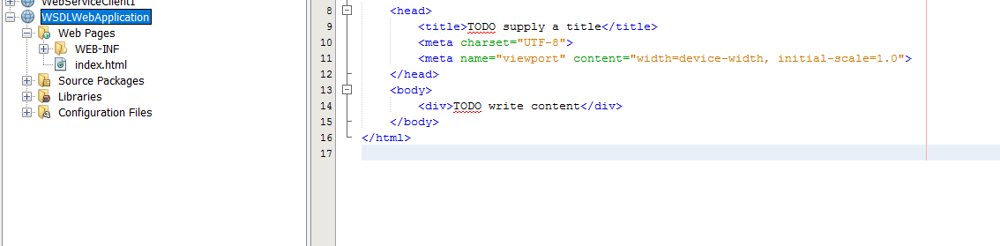 WebServiceClient1
WSDLWebApplication
Web Pages
WEB-INF
index.html
Source Packages
Libraries
Configuration Files
8 <head>
9 <title>TODO supply a title</title>
10 <meta charset="UTF-8">
11 <meta name="viewport" content="width=device-width, initial-scale=1.0">
12 </head>
13 <body>
14 <div>TODO write content</div>
15 </body>
16 </html>
17